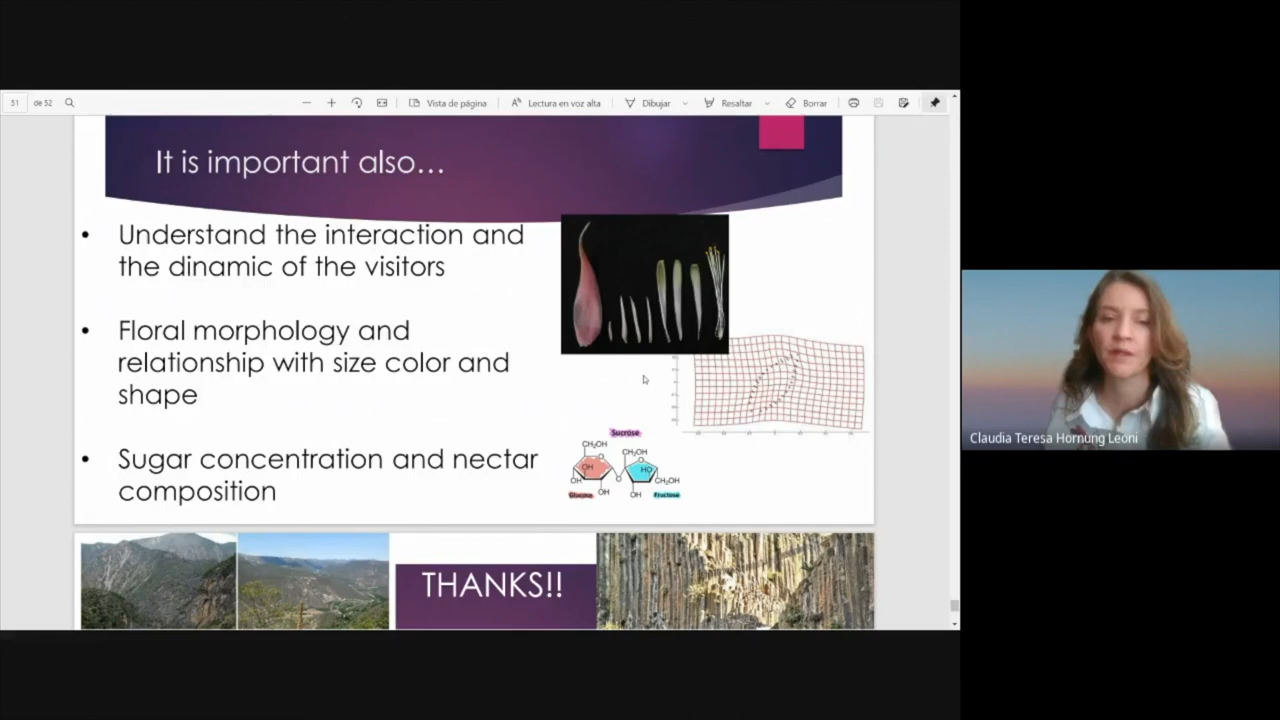 51 de 52
Vista de página
Lectura en voz alta
Dibujar
Resaltar
Borrar
It is important also...
• Understand the interaction and
the dinamic of the visitors
• Floral morphology and
relationship with size color and
shape
• Sugar concentration and nectar
composition
Sucrose
CH₂OH
CH₂OH
O
O
OH
HO
OH
O
CH₂OH
OH
OH
Glucose
Fructose
THANKS!!
Claudia Teresa Hornung Leoni